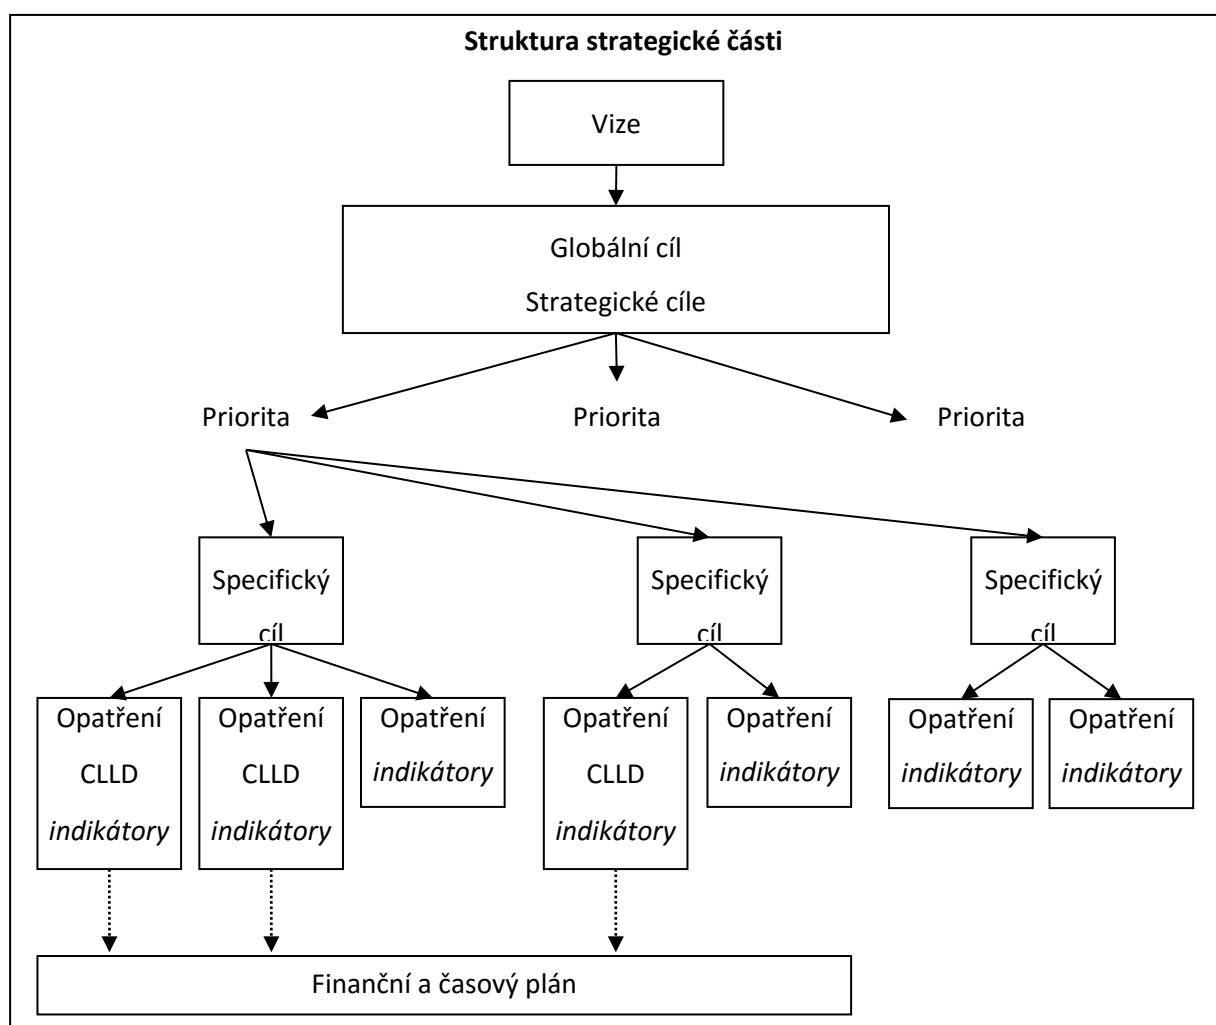 Struktura strategické části
Vize
Globální cíl
Strategické cíle
Priorita
Priorita
Priorita
Specifický
cíl
Specifický
cíl
Specifický
cíl
Opatření
CLLD
indikátory
Opatření
CLLD
indikátory
Opatření
indikátory
Opatření
CLLD
indikátory
Opatření
indikátory
Opatření
indikátory
Opatření
indikátory
Finanční a časový plán